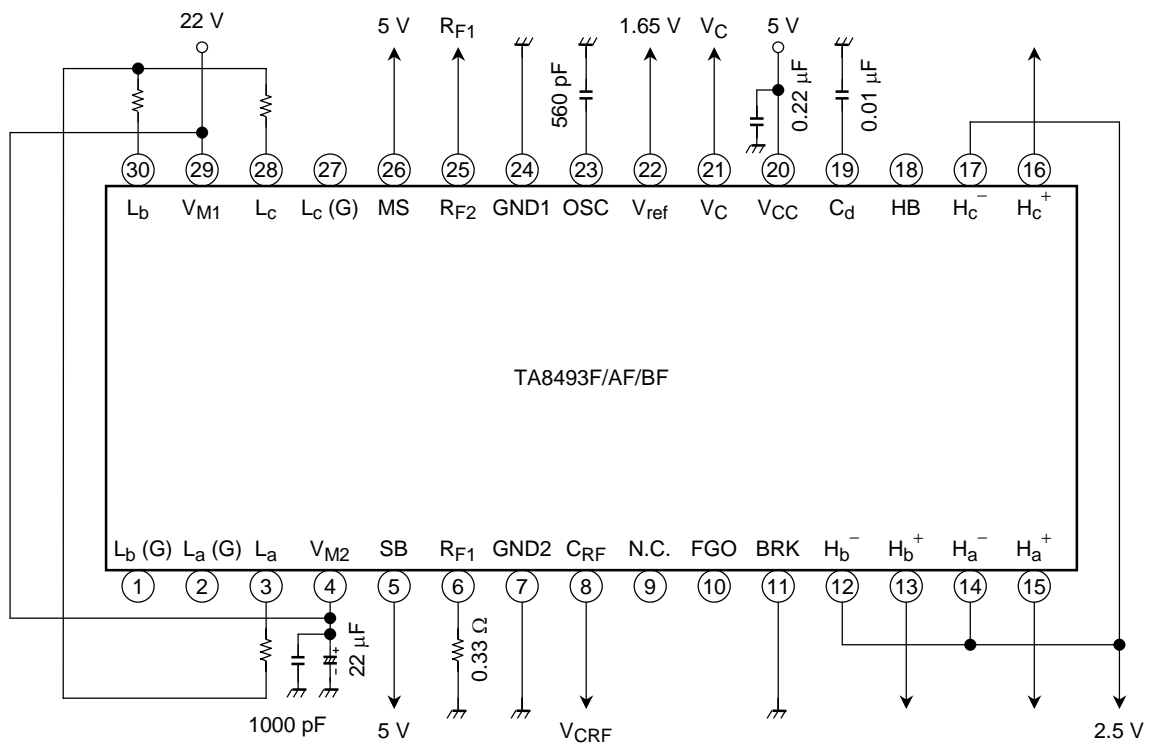 22 V 5 V R_F1 1.65 V V_C 5 V
560 pF 0.22 μF 0.01 μF
30 29 28 27 26 25 24 23 22 21 20 19 18 17 16
L_b V_M1 L_c L_c (G) MS R_F2 GND1 OSC V_ref V_C V_CC C_d HB H_c⁻ H_c⁺
TA8493F/AF/BF
L_b (G) L_a (G) L_a V_M2 SB R_F1 GND2 C_RF N.C. FGO BRK H_b⁻ H_b⁺ H_a⁻ H_a⁺
1 2 3 4 5 6 7 8 9 10 11 12 13 14 15
- + 22 μF 0.33 Ω
1000 pF 5 V V_CRF 2.5 V